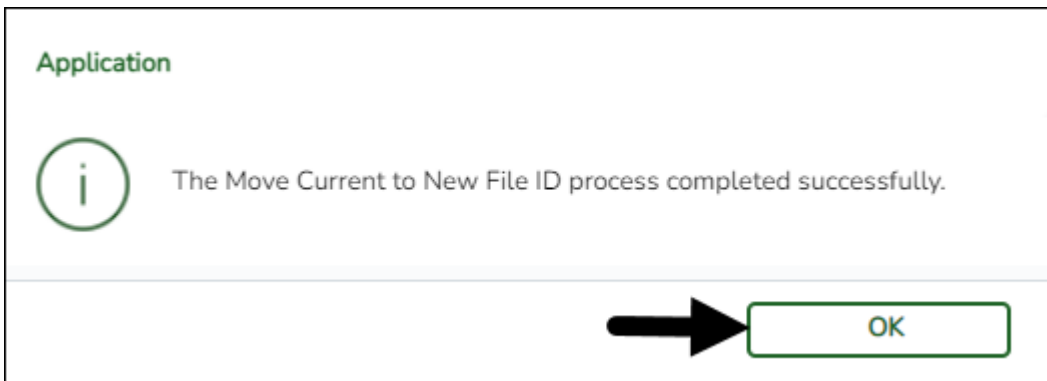 Application
The Move Current to New File ID process completed successfully.
OK